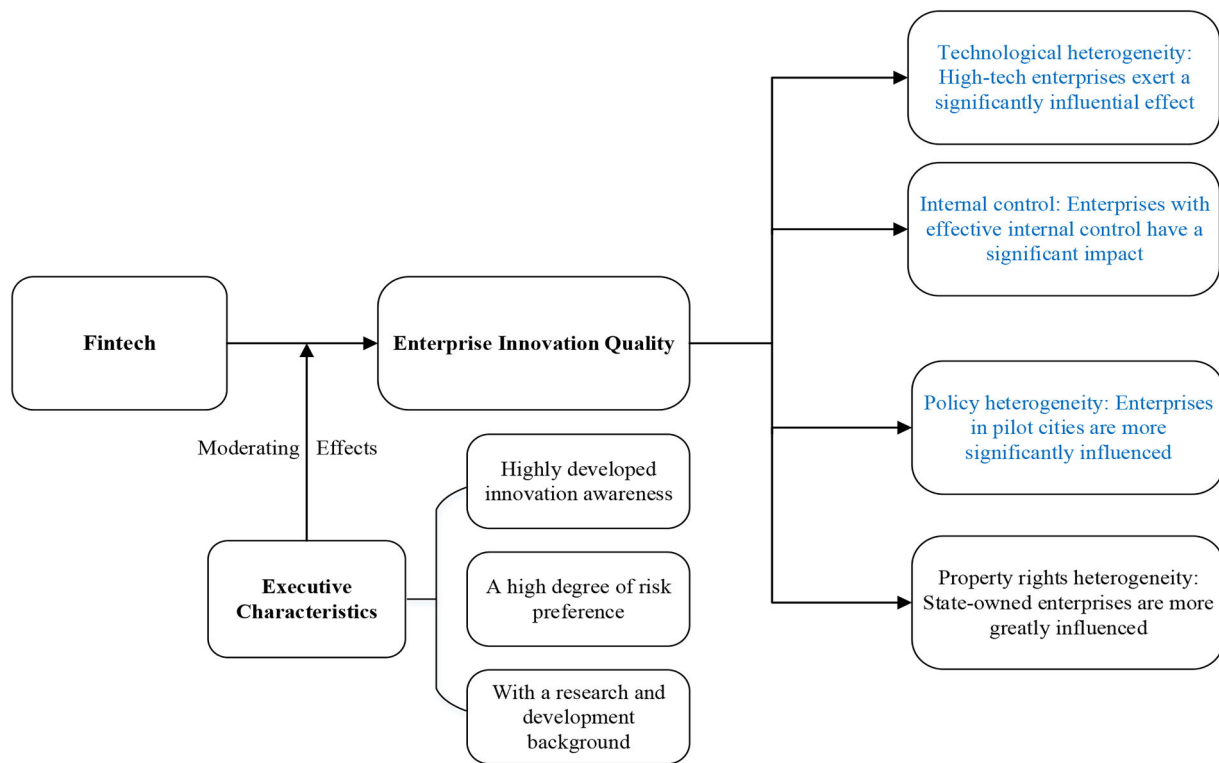 Technological heterogeneity:
High-tech enterprises exert a
significantly influential effect
Internal control: Enterprises with
effective internal control have a
significant impact
Fintech
Enterprise Innovation Quality
Policy heterogeneity: Enterprises
in pilot cities are more
significantly influenced
Moderating Effects
Highly developed
innovation awareness
Executive
Characteristics
A high degree of risk
preference
Property rights heterogeneity:
State-owned enterprises are more
greatly influenced
With a research and
development
background